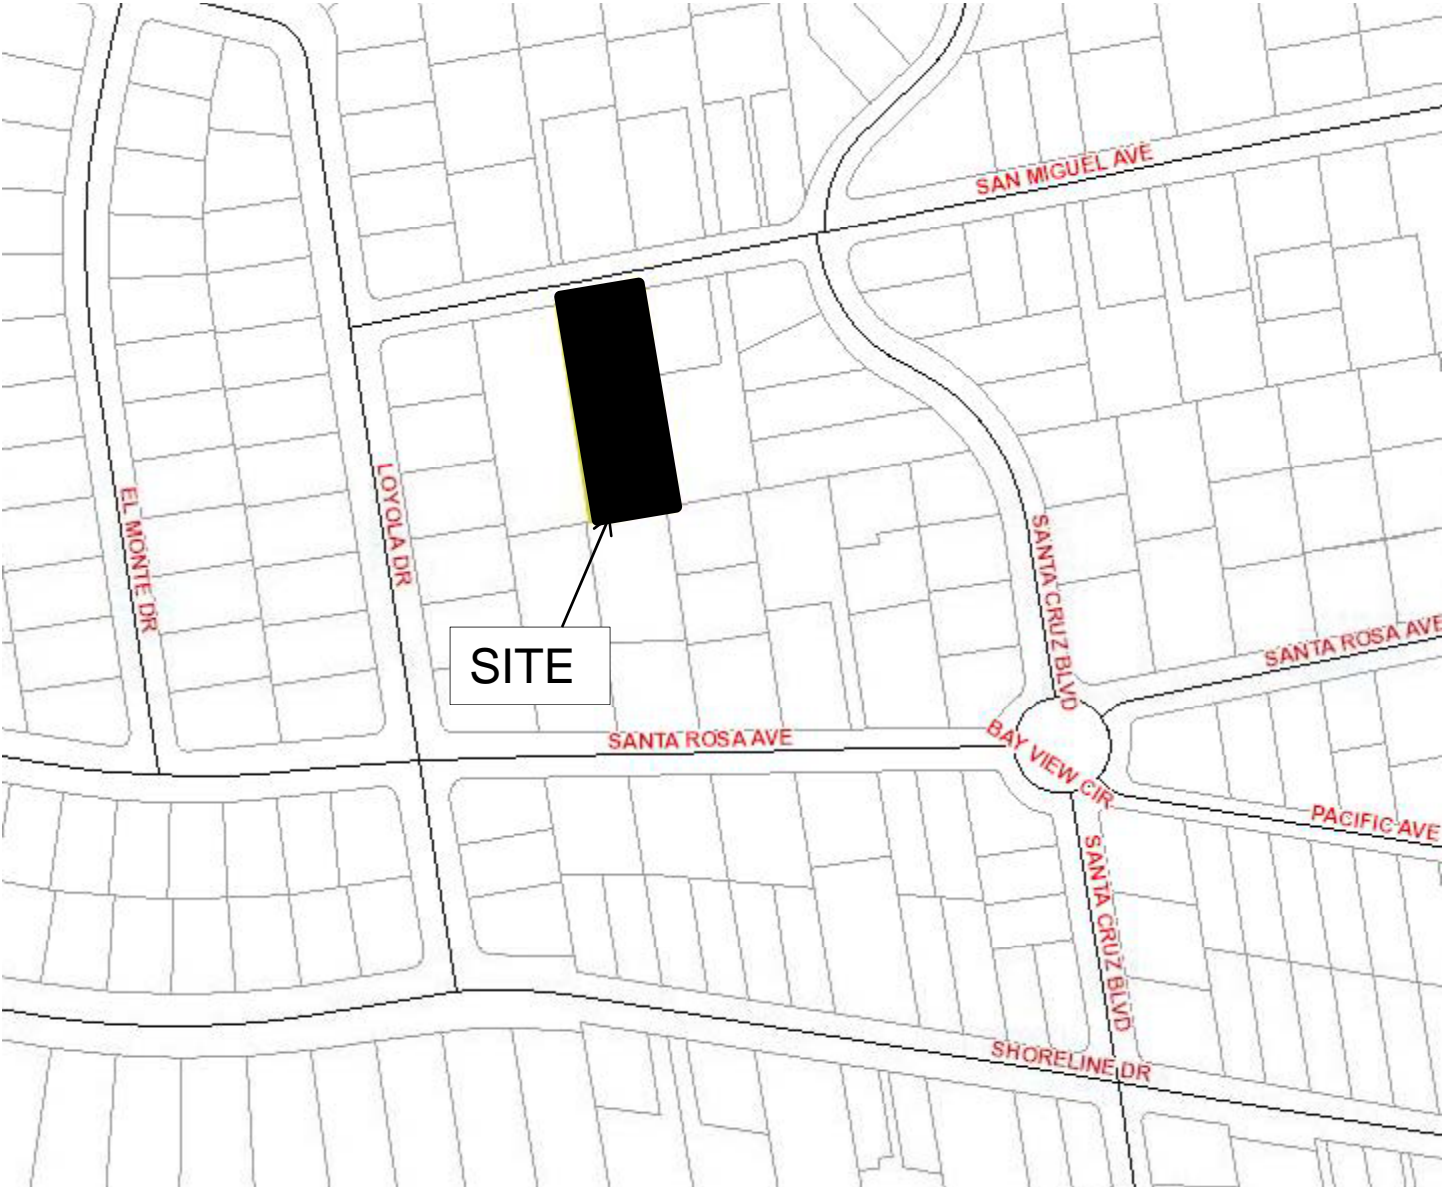 SAN MIGUEL AVE
EL MONTE DR
LOYOLA DR
SANTA CRUZ BLVD
SITE
SANTA ROSA AVE
SANTA ROSA AVE
BAY VIEW CIR
PACIFIC AVE
SANTA CRUZ BLVD
SHORELINE DR